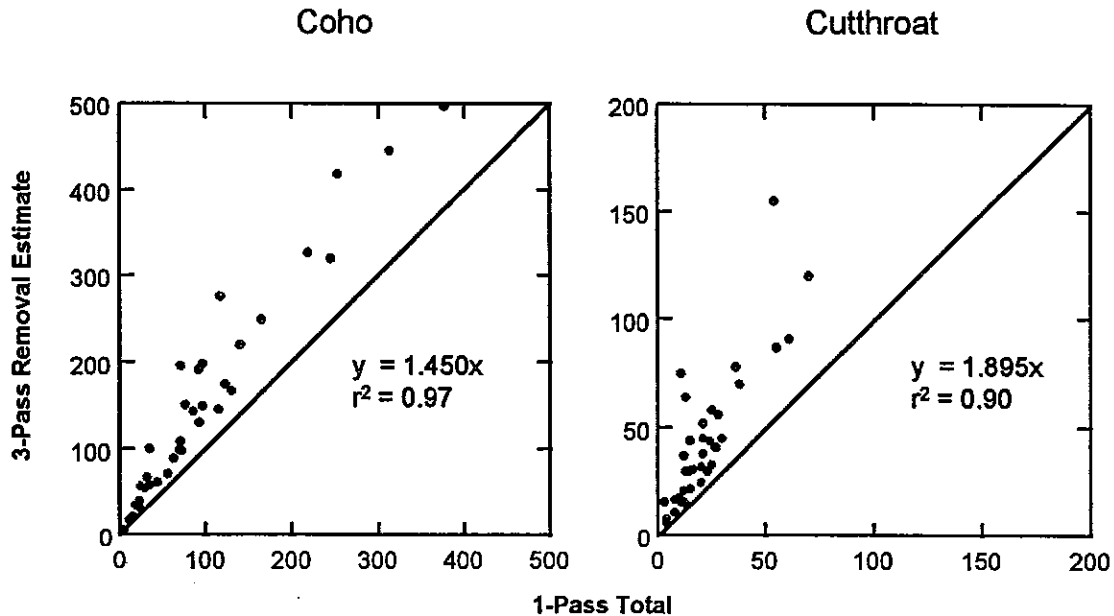 Coho
Cutthroat
3-Pass Removal Estimate
500
400
300
200
100
0
y = 1.450x
r² = 0.97
0 100 200 300 400 500
200
150
100
50
0
y = 1.895x
r² = 0.90
0 50 100 150 200
1-Pass Total